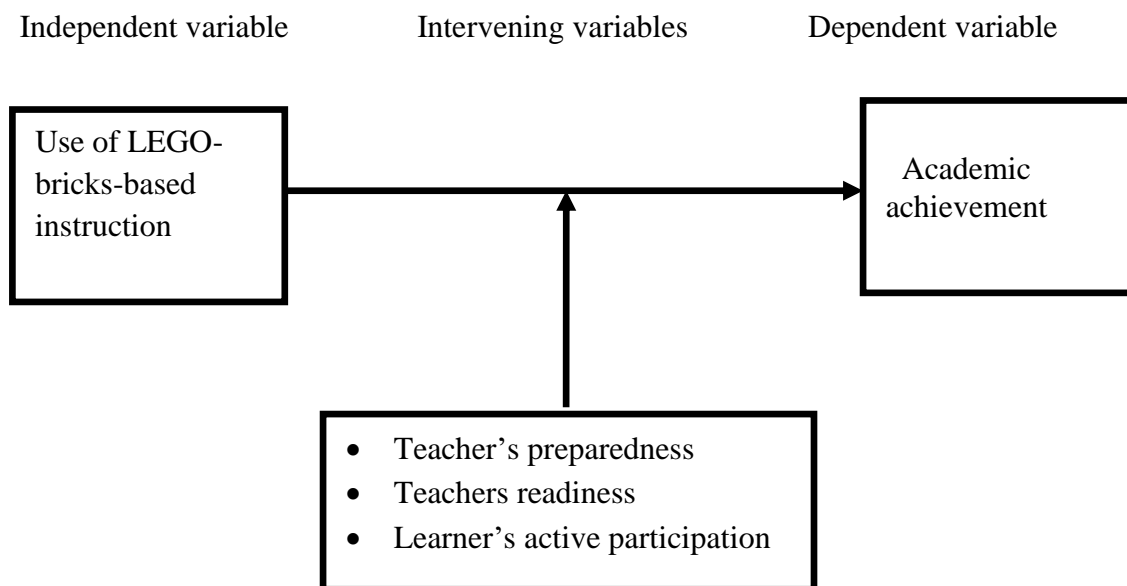 Independent variable
Intervening variables
Dependent variable
Use of LEGO-
bricks-based
instruction
Academic
achievement
• Teacher’s preparedness
• Teachers readiness
• Learner’s active participation